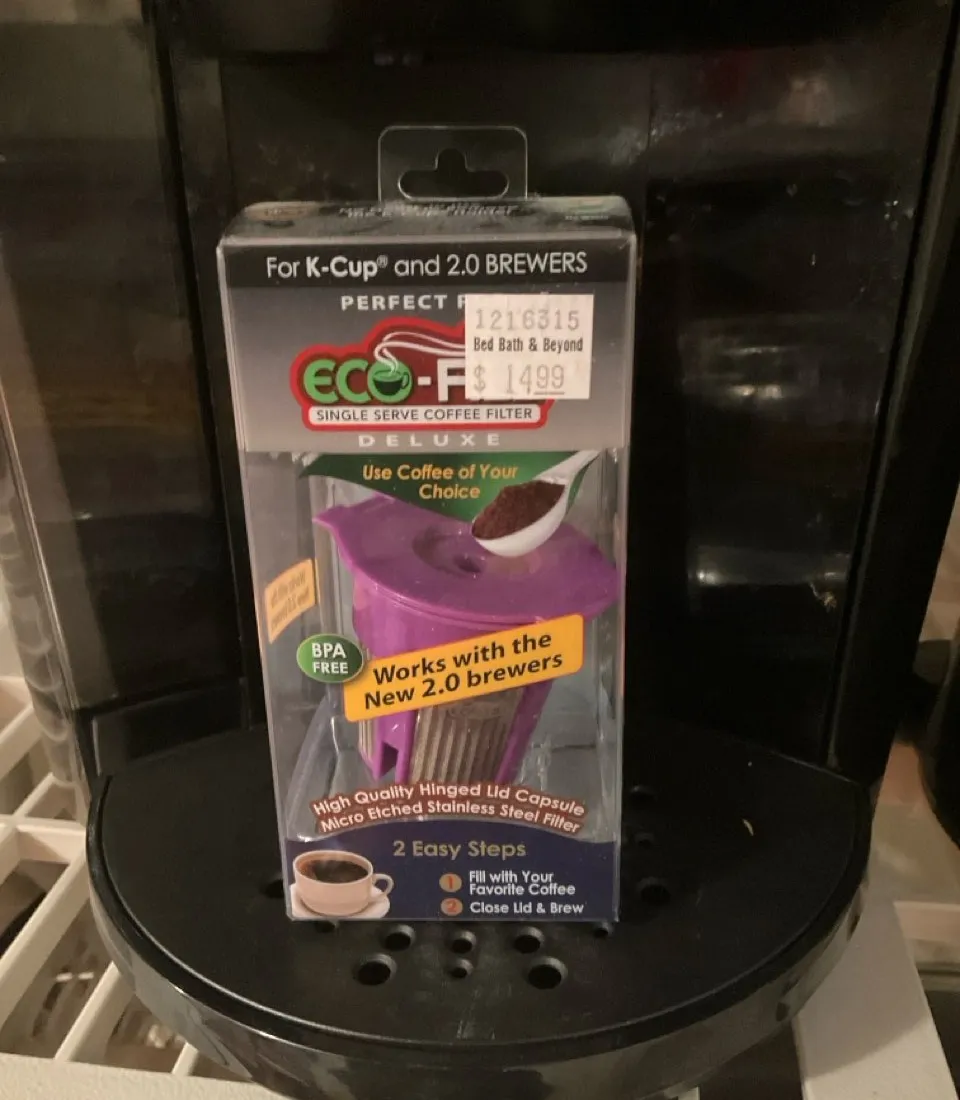 For K-Cup® and 2.0 BREWERS
PERFECT
1216315
Bed Bath & Beyond
$ 1499
ECO-F
SINGLE SERVE COFFEE FILTER
DELUXE
Use Coffee of Your
Choice
BPA
FREE
Works with the
New 2.0 brewers
High Quality Hinged Lid Capsule
Micro Etched Stainless Steel Filter
2 Easy Steps
1 Fill with Your
Favorite Coffee
2 Close Lid & Brew